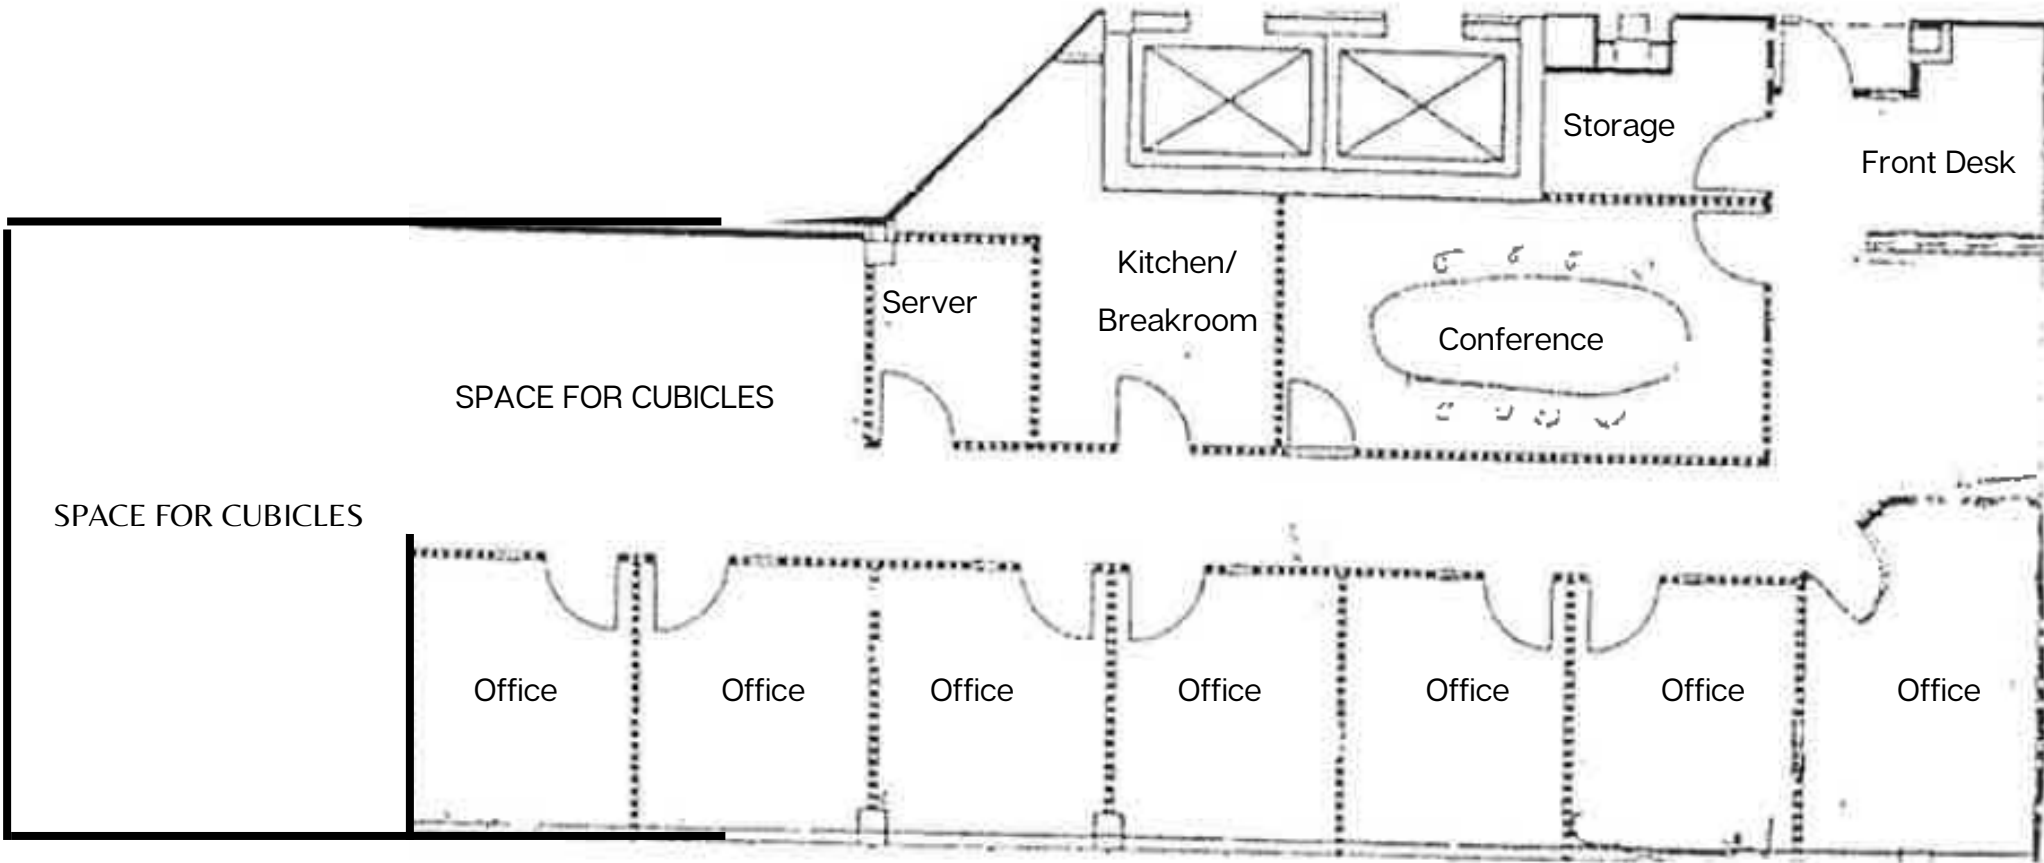 Storage
Front Desk
Kitchen/
Breakroom
Server
Conference
SPACE FOR CUBICLES
SPACE FOR CUBICLES
Office
Office
Office
Office
Office
Office
Office